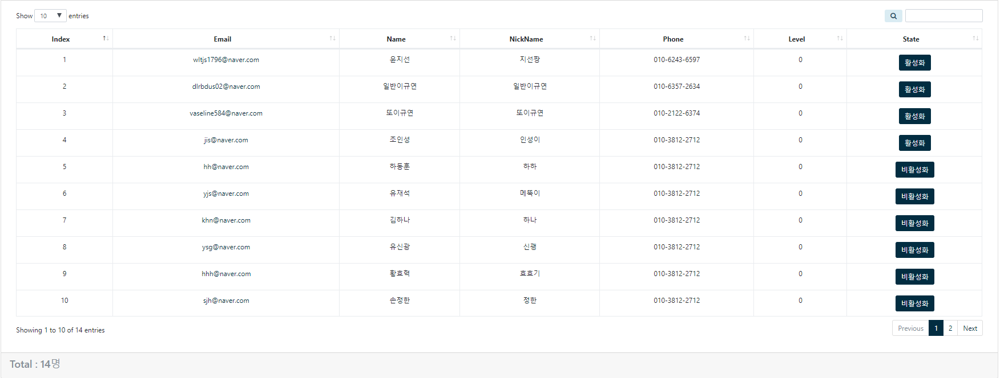 Show 10 entries
Index Email Name NickName Phone Level State
1 wltjs1796@naver.com 윤지선 지선짱 010-6243-6597 0 활성화
2 dlrbdus02@naver.com 일반이규연 일반이규연 010-6357-2634 0 활성화
3 vaseline584@naver.com 또이규연 또이규연 010-2122-6374 0 활성화
4 jis@naver.com 조인성 인성이 010-3812-2712 0 활성화
5 hh@naver.com 하동훈 하하 010-3812-2712 0 비활성화
6 yjs@naver.com 유재석 메뚝이 010-3812-2712 0 비활성화
7 khn@naver.com 김하나 하나 010-3812-2712 0 비활성화
8 ysg@naver.com 유신광 신괭 010-3812-2712 0 비활성화
9 hhh@naver.com 황효혁 효효기 010-3812-2712 0 비활성화
10 sjh@naver.com 손정한 정한 010-3812-2712 0 비활성화
Showing 1 to 10 of 14 entries Previous 1 2 Next
Total : 14명